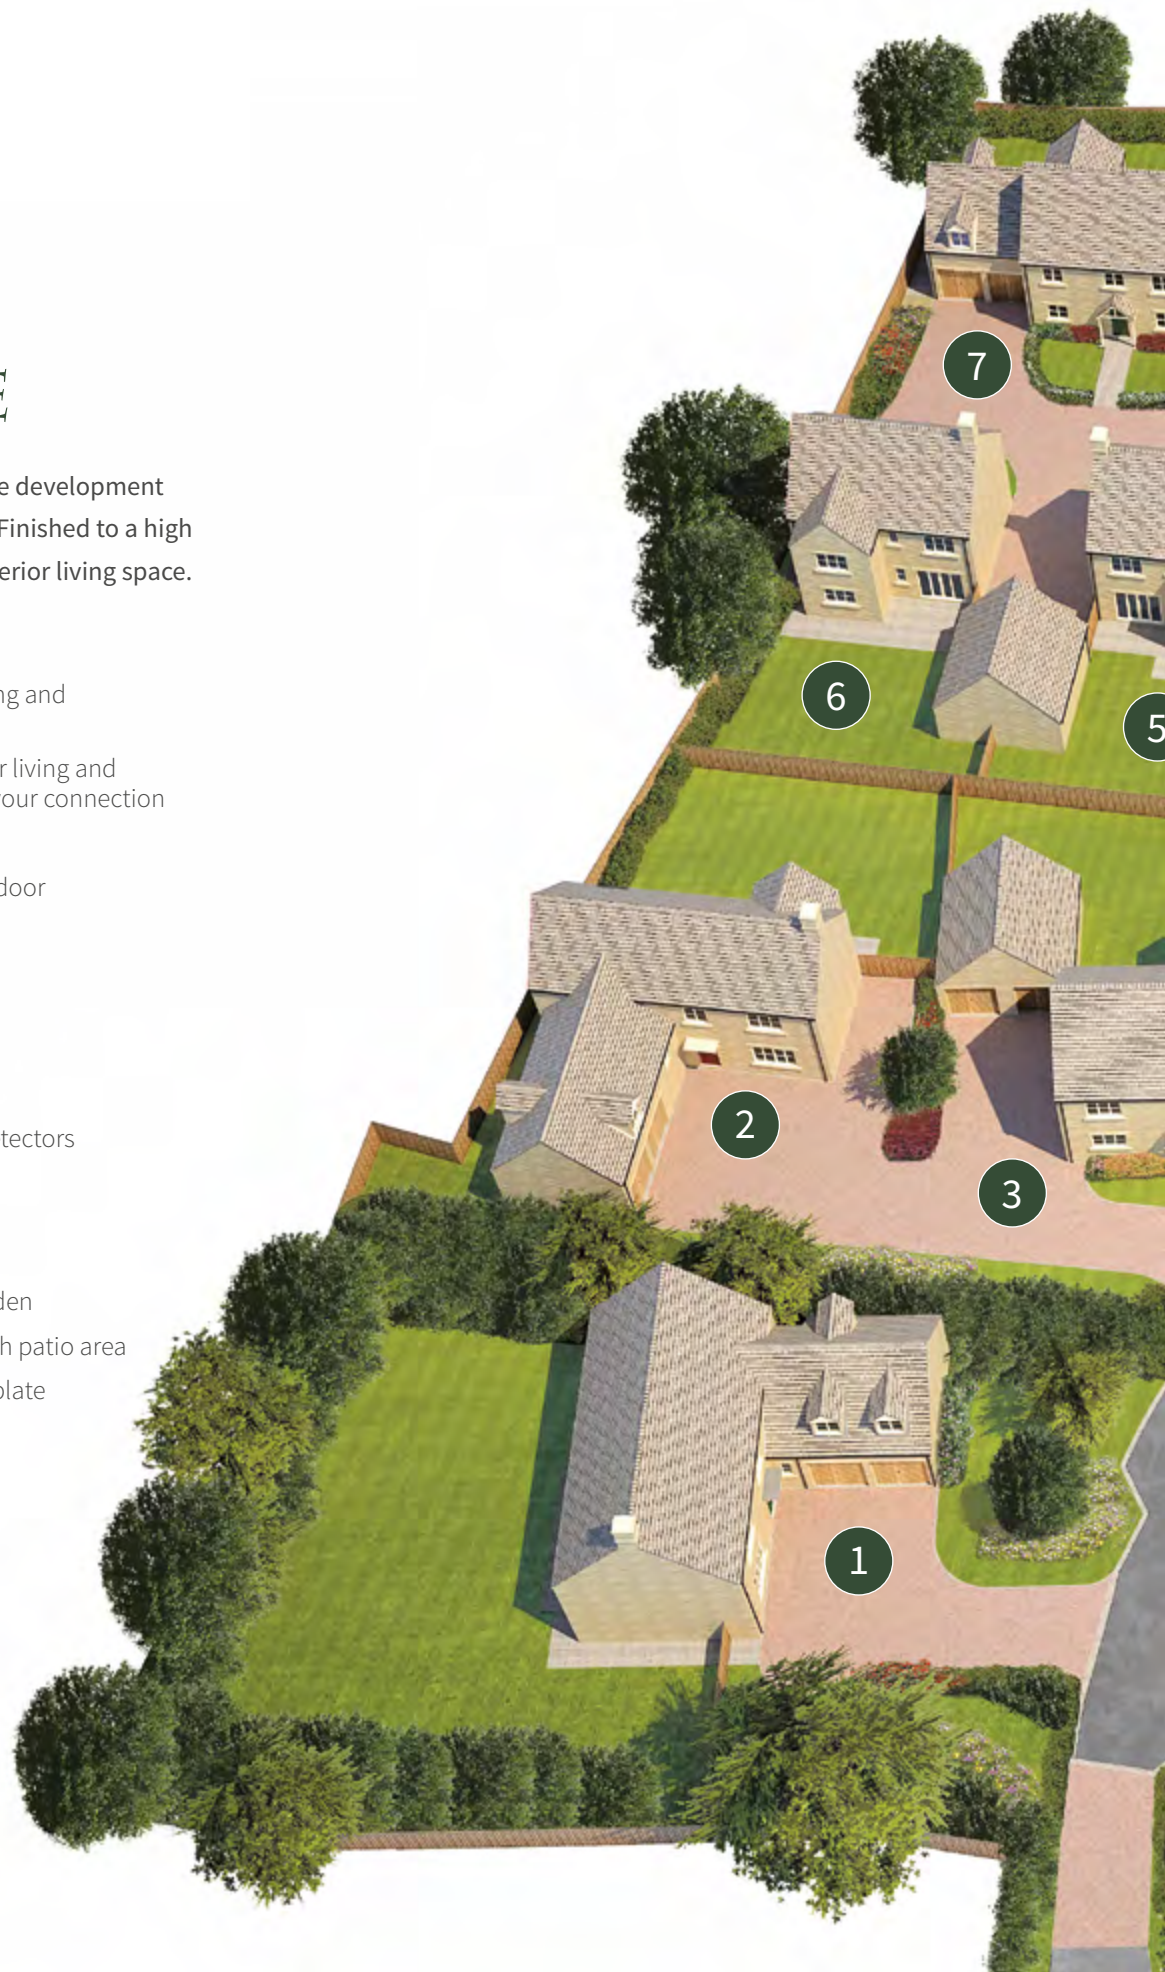 e development
Finished to a high
erior living space.
ng and
r living and
our connection
door
tectors
den
h patio area
plate
7
6
5
2
3
1